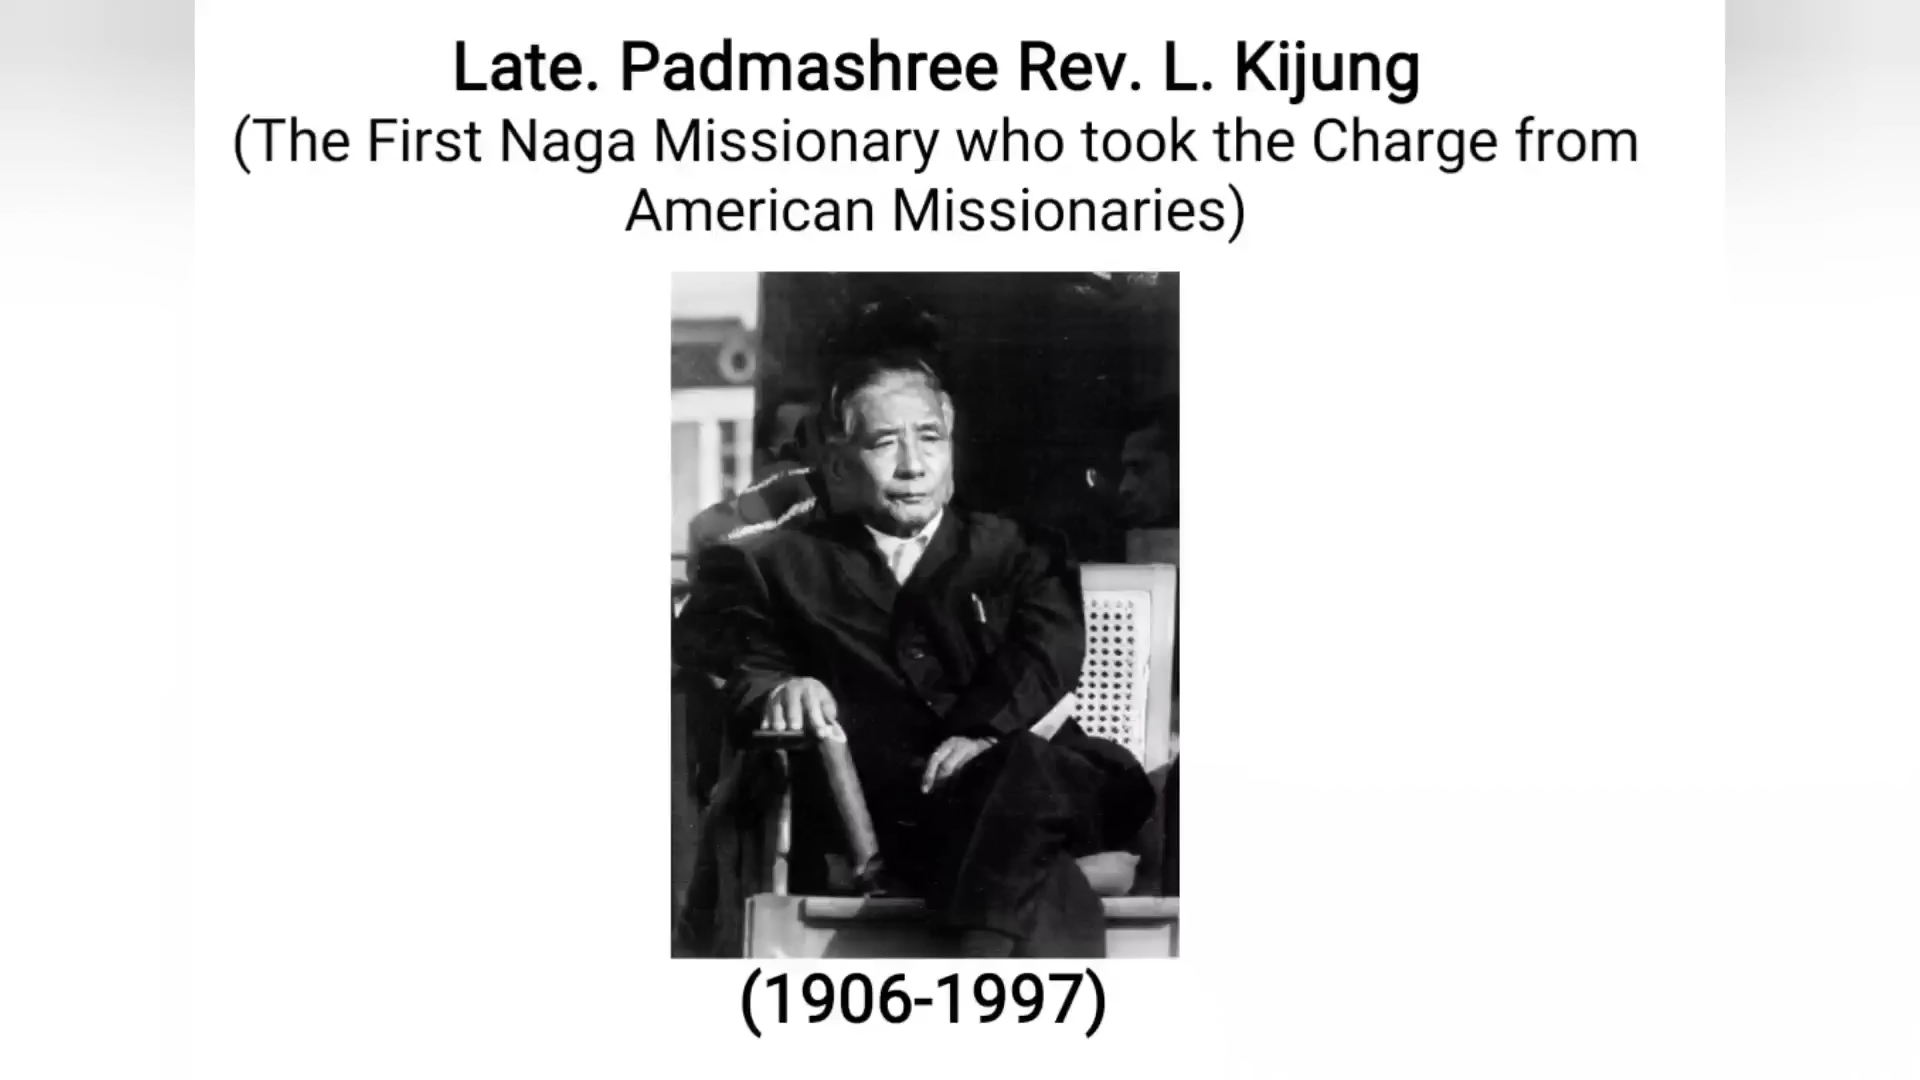 Late. Padmashree Rev. L. Kijung
(The First Naga Missionary who took the Charge from
American Missionaries)
(1906-1997)